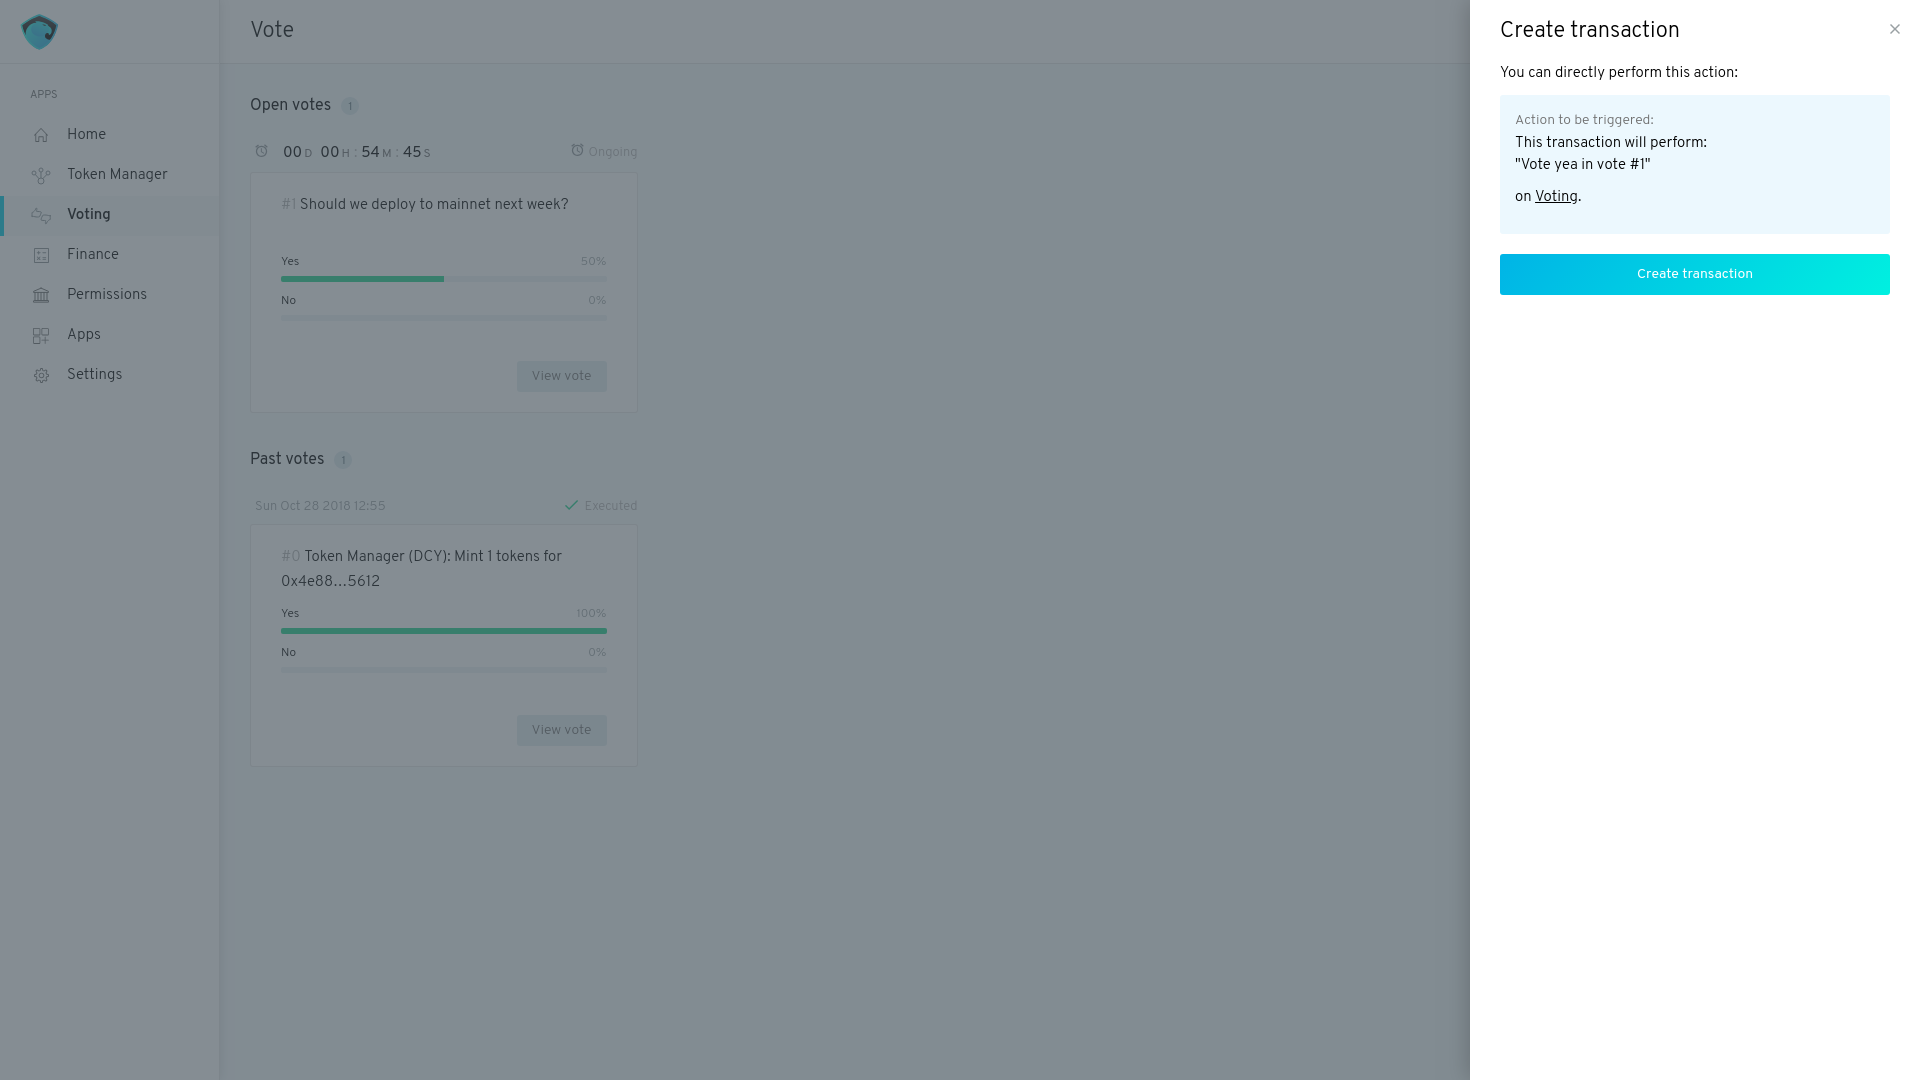 Vote
APPS
Home
Token Manager
Voting
Finance
Permissions
Apps
Settings
Open votes 1
00 D 00 H : 54 M : 45 S
Ongoing
#1 Should we deploy to mainnet next week?
Yes 50%
No 0%
View vote
Past votes 1
Sun Oct 28 2018 12:55
Executed
#0 Token Manager (DCY): Mint 1 tokens for
0x4e88…5612
Yes 100%
No 0%
View vote
Create transaction
You can directly perform this action:
Action to be triggered:
This transaction will perform:
"Vote yea in vote #1"
on Voting.
Create transaction